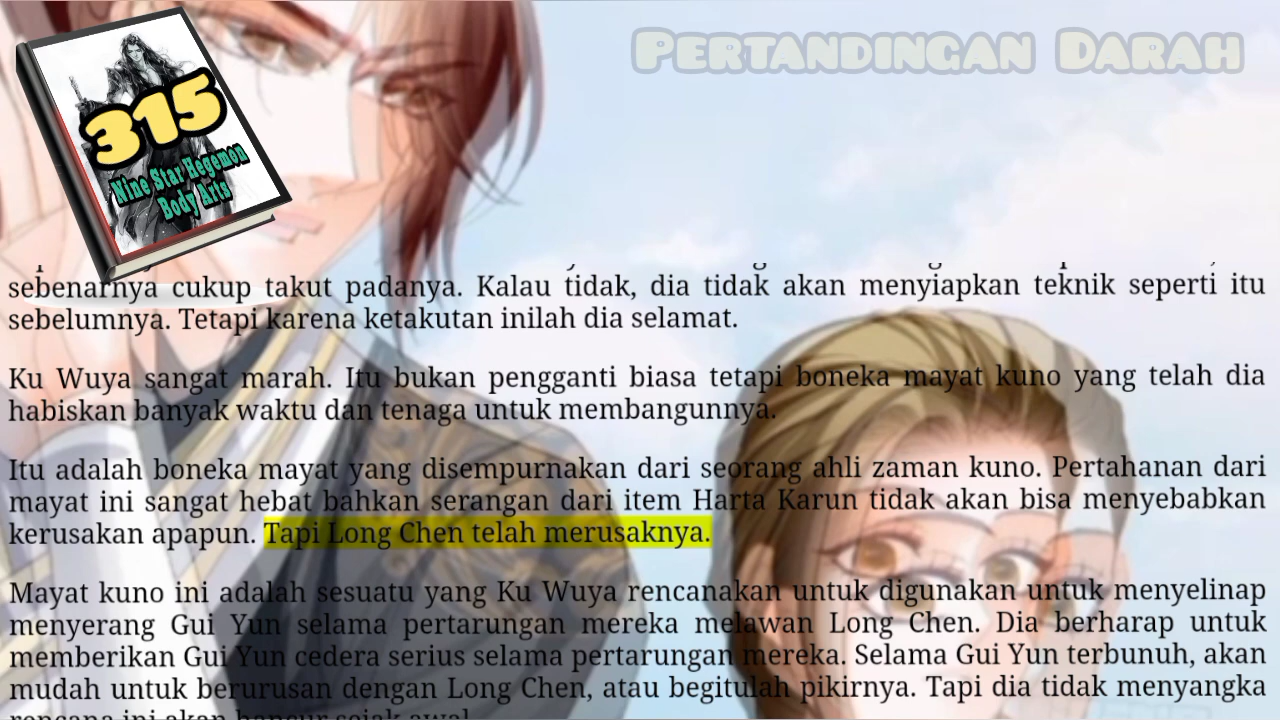 Pertandingan Darah
315
Nine Star Hegemon
Body Arts
sebenarnya cukup takut padanya. Kalau tidak, dia tidak akan menyiapkan teknik seperti itu
sebelumnya. Tetapi karena ketakutan inilah dia selamat.
Ku Wuya sangat marah. Itu bukan pengganti biasa tetapi boneka mayat kuno yang telah dia
habiskan banyak waktu dan tenaga untuk membangunnya.
Itu adalah boneka mayat yang disempurnakan dari seorang ahli zaman kuno. Pertahanan dari
mayat ini sangat hebat bahkan serangan dari item Harta Karun tidak akan bisa menyebabkan
kerusakan apapun. Tapi Long Chen telah merusaknya.
Mayat kuno ini adalah sesuatu yang Ku Wuya rencanakan untuk digunakan untuk menyelinap
menyerang Gui Yun selama pertarungan mereka melawan Long Chen. Dia berharap untuk
memberikan Gui Yun cedera serius selama pertarungan mereka. Selama Gui Yun terbunuh, akan
mudah untuk berurusan dengan Long Chen, atau begitulah pikirnya. Tapi dia tidak menyangka
rencana ini akan hancur sejak awal.